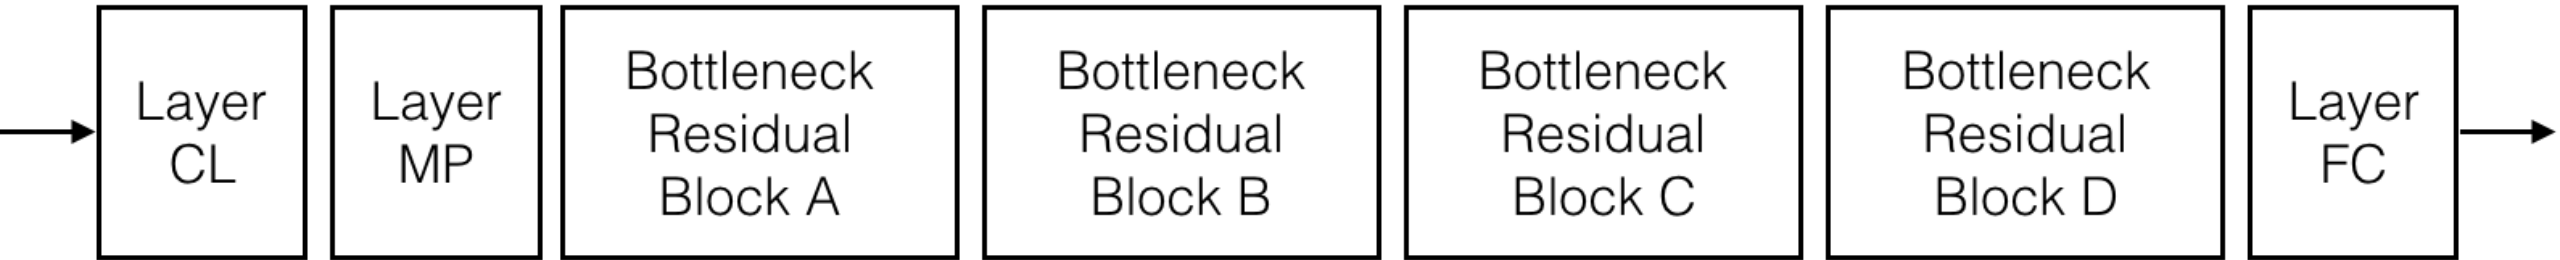 Layer
CL
Layer
MP
Bottleneck
Residual
Block A
Bottleneck
Residual
Block B
Bottleneck
Residual
Block C
Bottleneck
Residual
Block D
Layer
FC